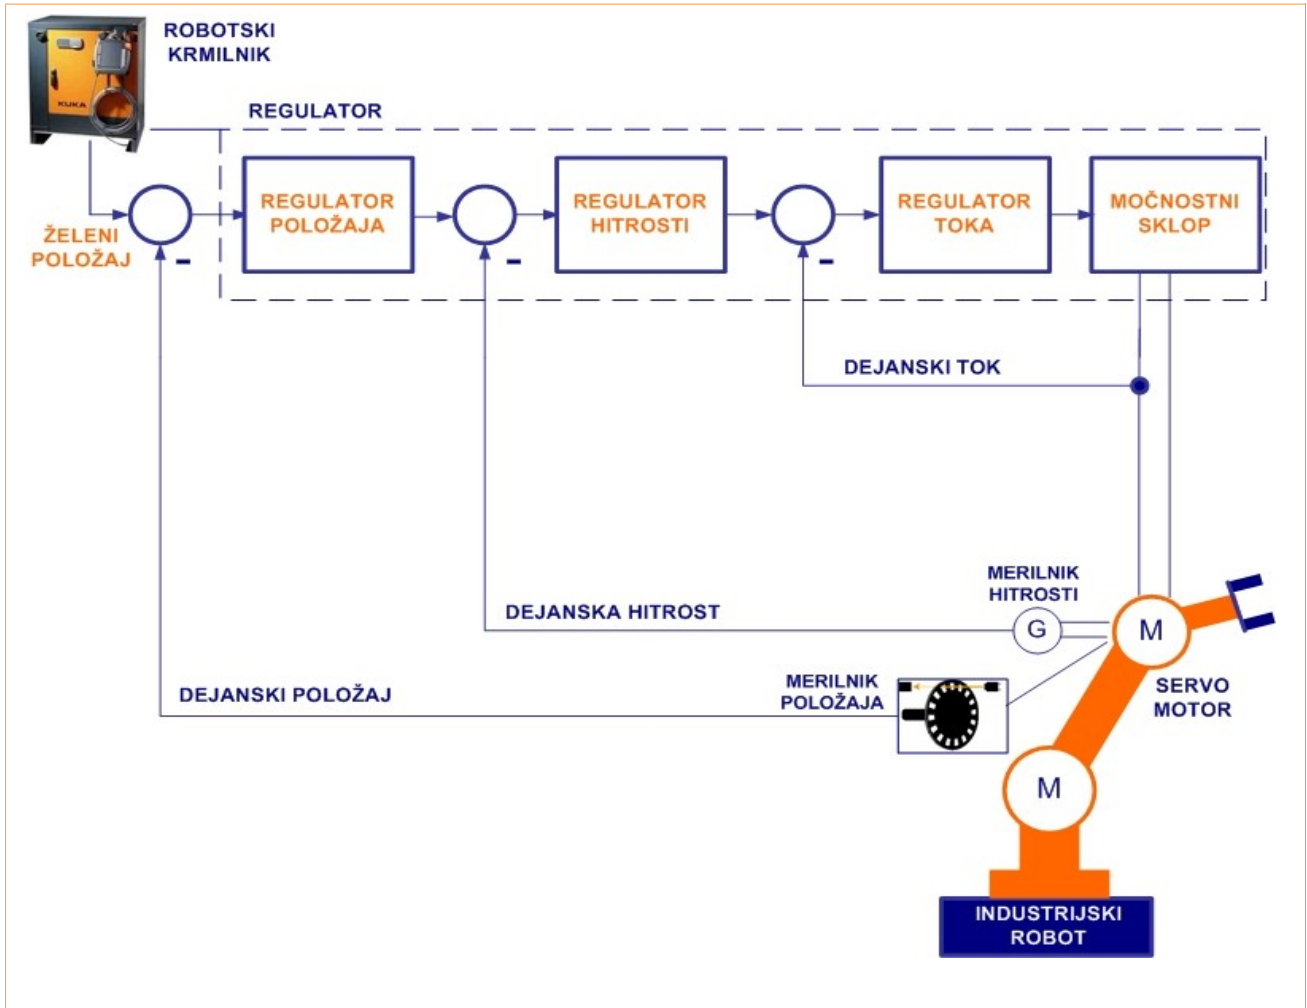 ROBOTSKI
KRMILNIK
KUKA
REGULATOR
REGULATOR
POLOŽAJA
REGULATOR
HITROSTI
REGULATOR
TOKA
MOČNOSTNI
SKLOP
ŽELENI
POLOŽAJ
-
-
-
DEJANSKI TOK
MERILNIK
HITROSTI
DEJANSKA HITROST
G
M
MERILNIK
POLOŽAJA
DEJANSKI POLOŽAJ
SERVO
MOTOR
M
INDUSTRIJSKI
ROBOT